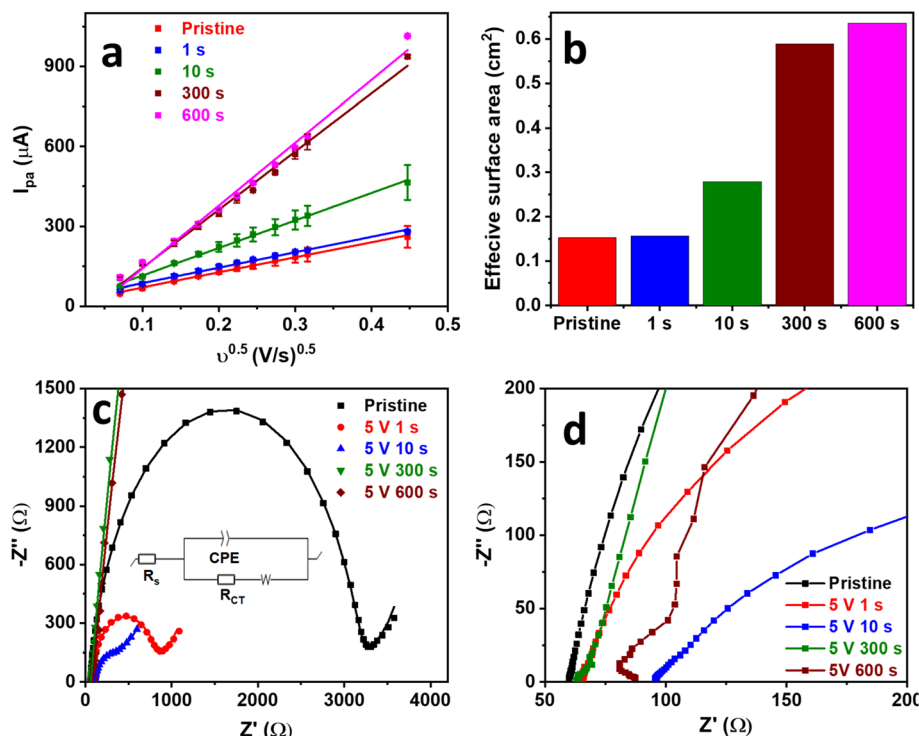 a
Pristine
1 s
10 s
300 s
600 s
900
600
300
0
Ipa (μA)
0.1 0.2 0.3 0.4 0.5
υ^0.5 (V/s)^0.5
b
Effecive surface area (cm²)
0.6
0.5
0.4
0.3
0.2
0.1
0.0
Pristine 1 s 10 s 300 s 600 s
c
Pristine
5 V 1 s
5 V 10 s
5 V 300 s
5 V 600 s
1500
1200
900
600
300
0
-Z'' (Ω)
CPE
Rs
RCT
W
0 1000 2000 3000 4000
Z' (Ω)
d
200
150
100
50
0
-Z'' (Ω)
Pristine
5 V 1 s
5 V 10 s
5 V 300 s
5V 600 s
50 100 150 200
Z' (Ω)